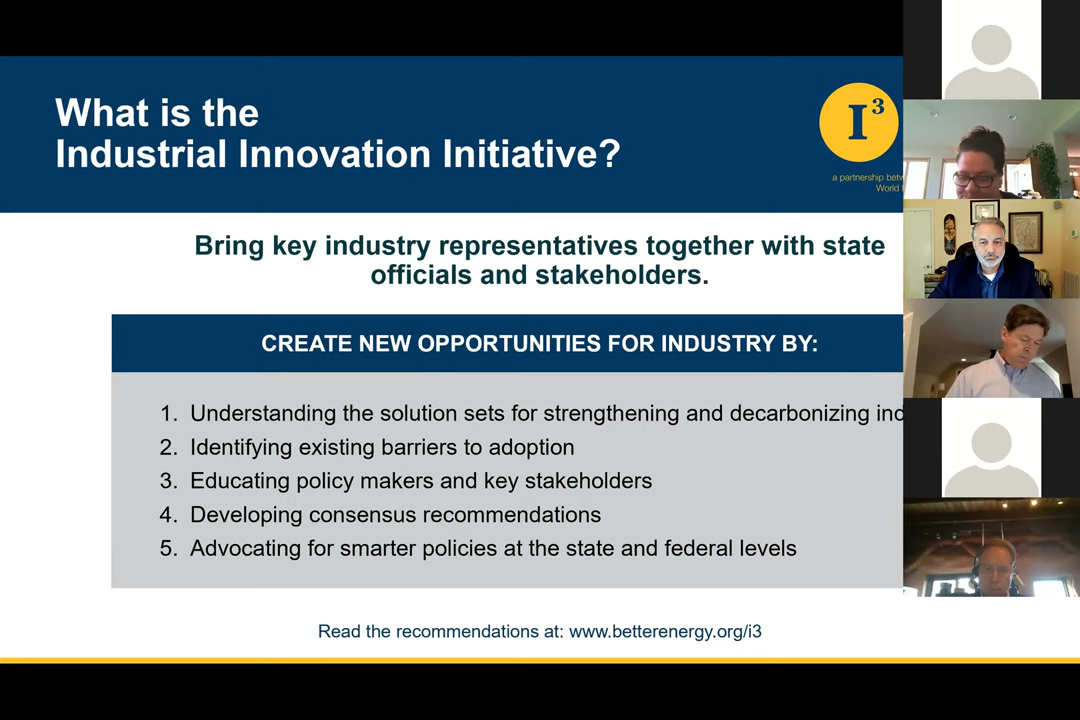 What is the
Industrial Innovation Initiative?
I³
a partnership
World
Bring key industry representatives together with state
officials and stakeholders.
CREATE NEW OPPORTUNITIES FOR INDUSTRY BY:
1. Understanding the solution sets for strengthening and decarbonizing
2. Identifying existing barriers to adoption
3. Educating policy makers and key stakeholders
4. Developing consensus recommendations
5. Advocating for smarter policies at the state and federal levels
Read the recommendations at: www.betterenergy.org/i3